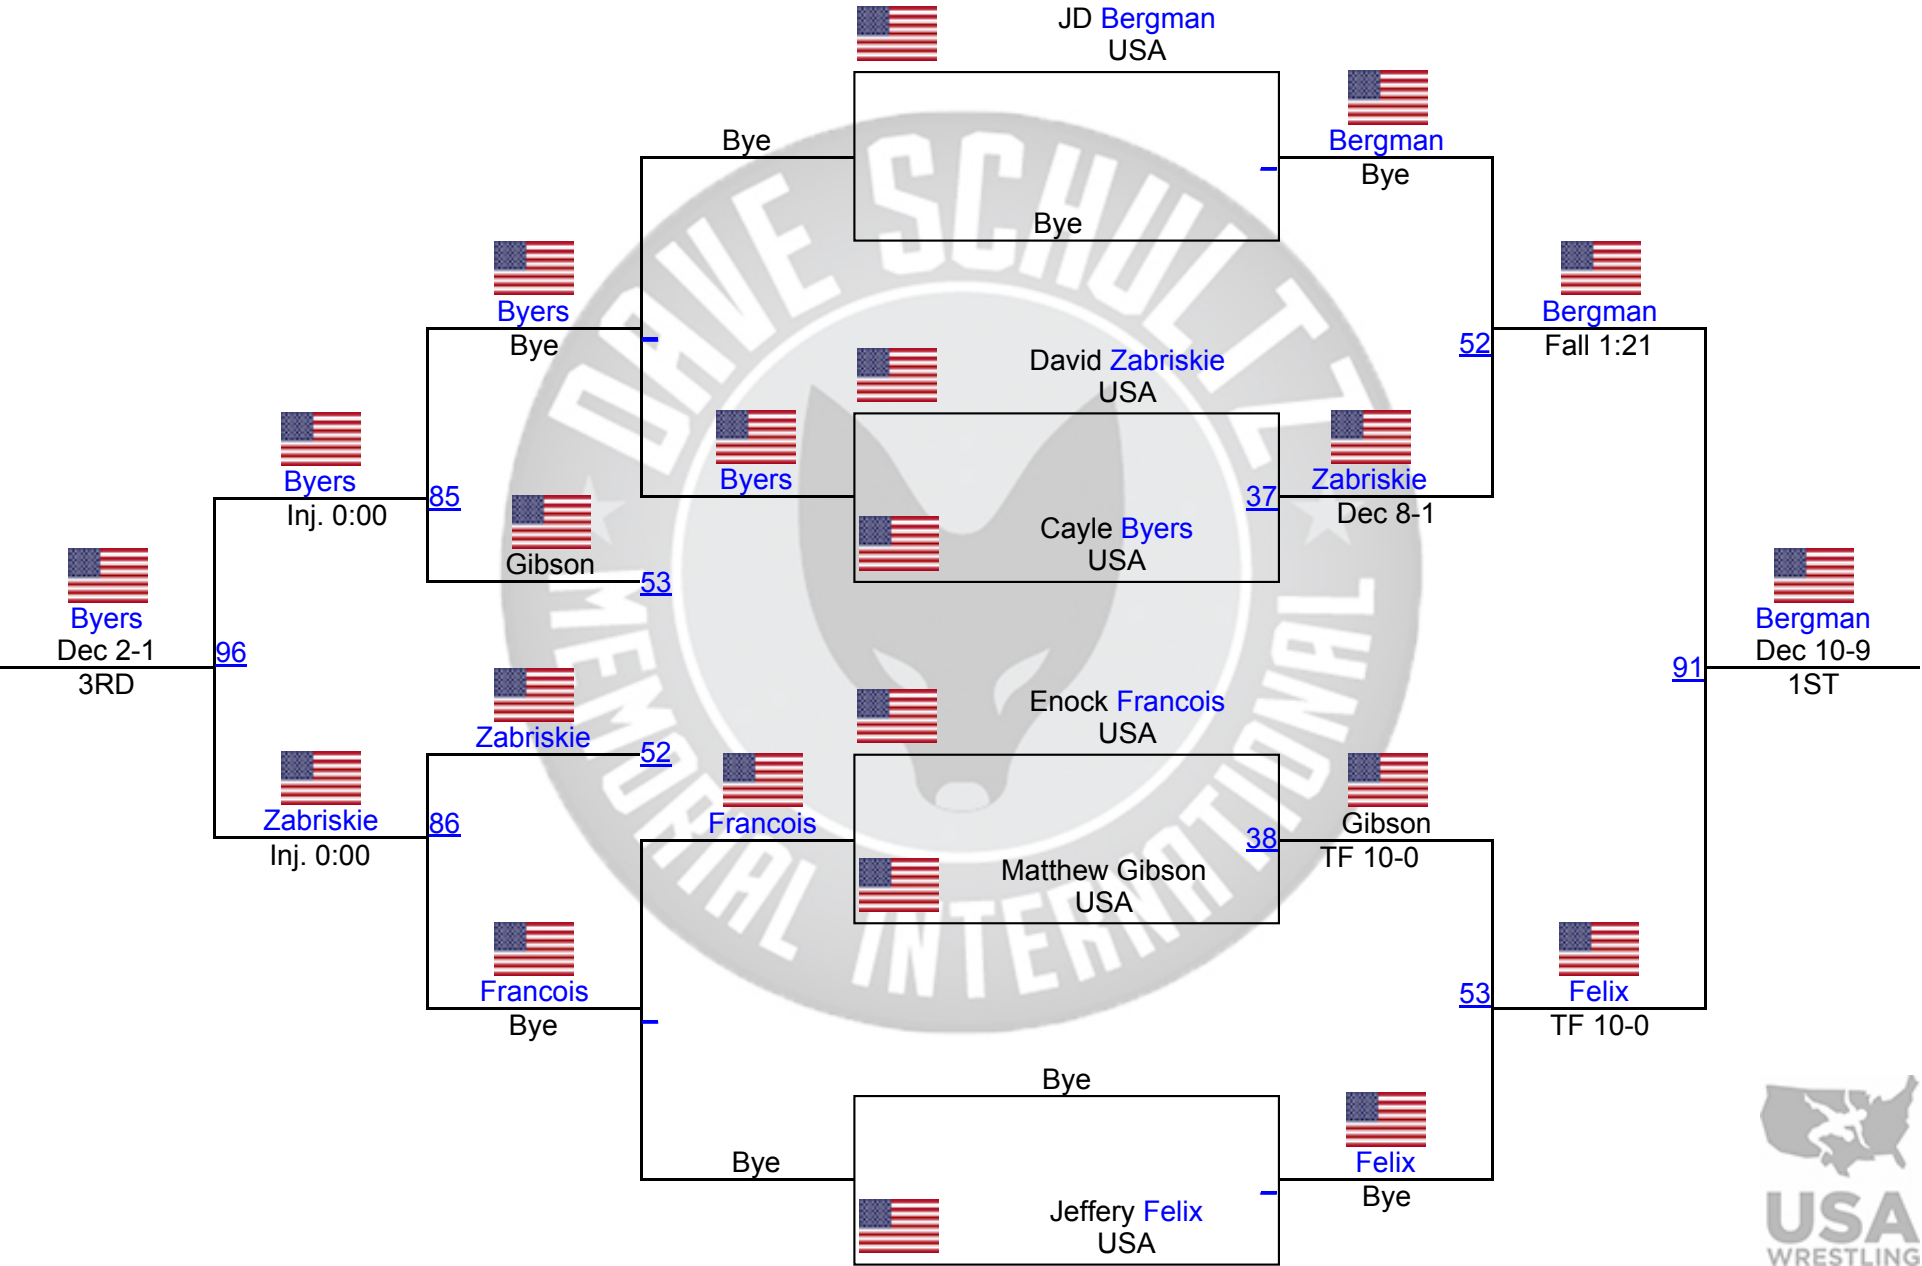 JD Bergman
USA
Bergman
Bye
Bye
Bye
Byers
Bye
Bergman
Fall 1:21
52
David Zabriskie
USA
Byers
Inj. 0:00
85
Byers
37
Zabriskie
Dec 8-1
Cayle Byers
USA
Gibson
53
Byers
Dec 2-1
3RD
96
Bergman
Dec 10-9
1ST
91
Zabriskie
52
Enock Francois
USA
Zabriskie
Inj. 0:00
86
Francois
38
Gibson
TF 10-0
Matthew Gibson
USA
Francois
Bye
53
Felix
TF 10-0
Bye
Bye
Felix
Bye
Jeffery Felix
USA
DAVE SCHULTZ
MEMORIAL INTERNATIONAL
USA
WRESTLING